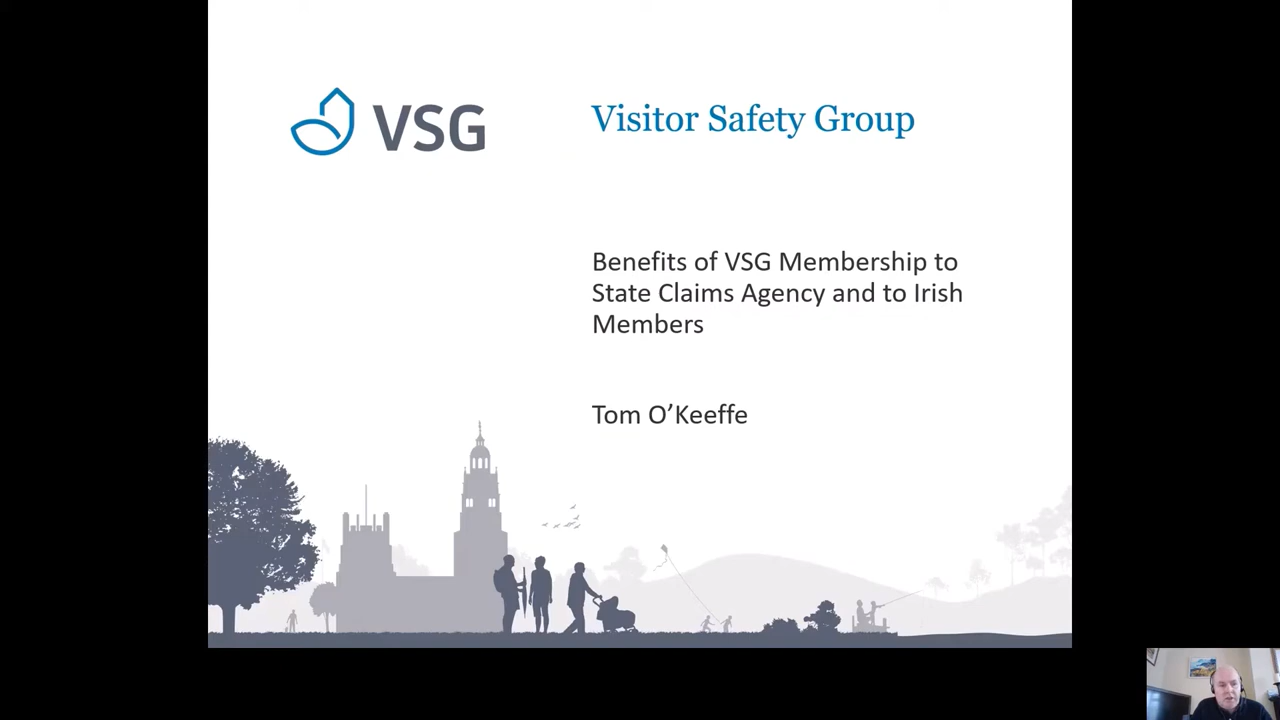 VSG
Visitor Safety Group
Benefits of VSG Membership to
State Claims Agency and to Irish
Members
Tom O’Keeffe